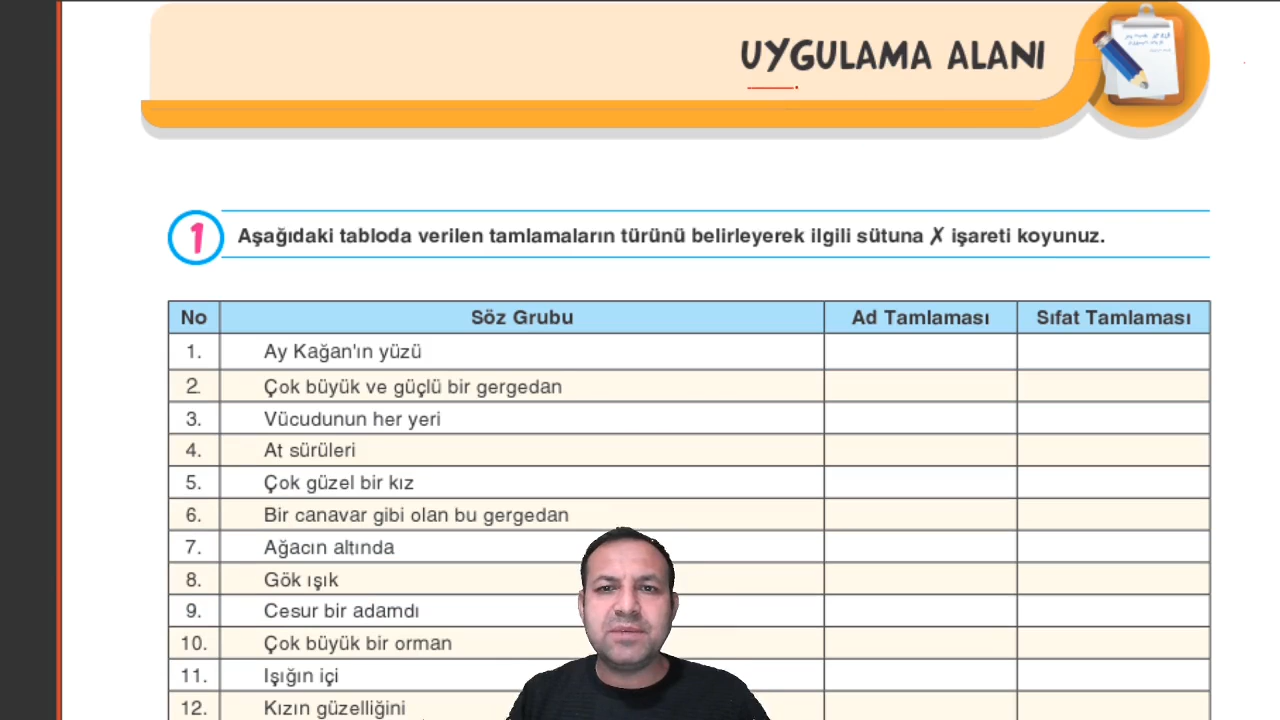 UYGULAMA ALANI
1 Aşağıdaki tabloda verilen tamlamaların türünü belirleyerek ilgili sütuna ✗ işareti koyunuz.
No Söz Grubu Ad Tamlaması Sıfat Tamlaması
1. Ay Kağan'ın yüzü
2. Çok büyük ve güçlü bir gergedan
3. Vücudunun her yeri
4. At sürüleri
5. Çok güzel bir kız
6. Bir canavar gibi olan bu gergedan
7. Ağacın altında
8. Gök ışık
9. Cesur bir adamdı
10. Çok büyük bir orman
11. Işığın içi
12. Kızın güzelliğini